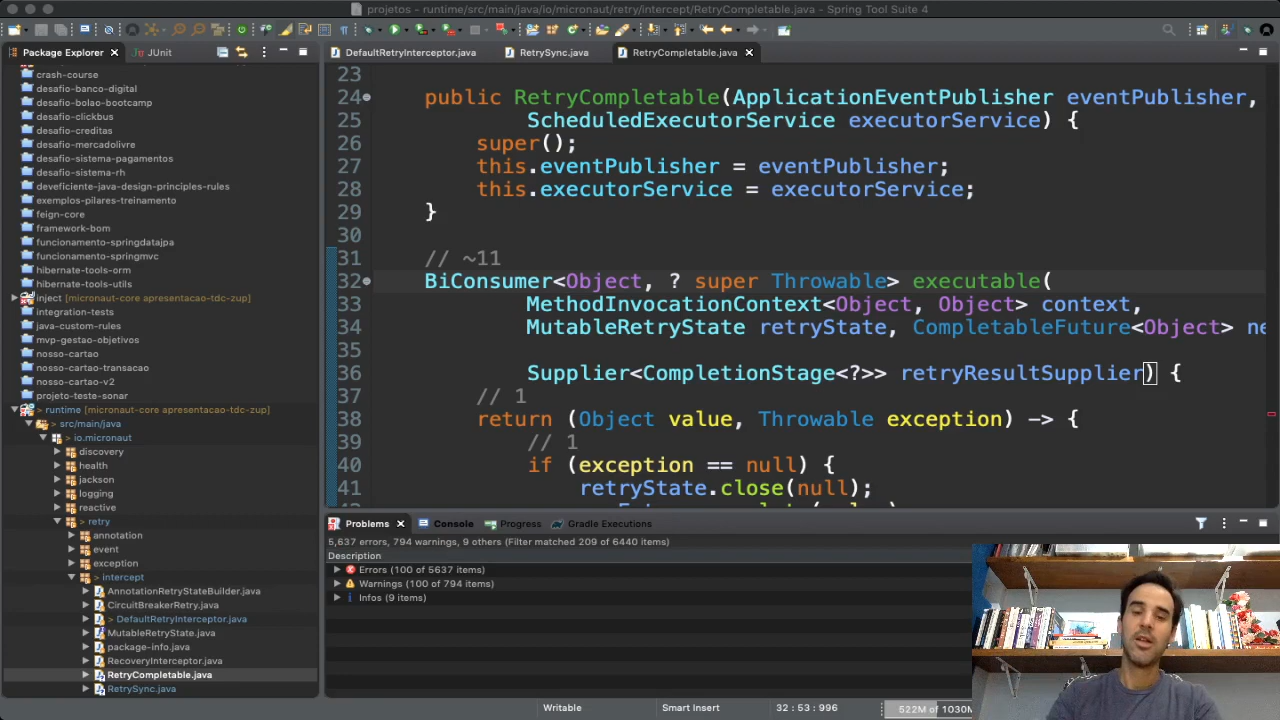 projetos - runtime/src/main/java/io/micronaut/retry/intercept/RetryCompletable.java - Spring Tool Suite 4
Package Explorer
JUnit
crash-course
desafio-banco-digital
desafio-bolao-bootcamp
desafio-clickbus
desafio-creditas
desafio-mercadolivre
desafio-sistema-pagamentos
desafio-sistema-rh
deveficiente-java-design-principles-rules
exemplos-pilares-treinamento
feign-core
framework-bom
funcionamento-springdatajpa
funcionamento-springmvc
hibernate-tools-orm
hibernate-tools-utils
inject [micronaut-core apresentacao-tdc-zup]
integration-tests
java-custom-rules
mvp-gestao-objetivos
nosso-cartao
nosso-cartao-transacao
nosso-cartao-v2
projeto-teste-sonar
> runtime [micronaut-core apresentacao-tdc-zup]
> src/main/java
> io.micronaut
discovery
health
jackson
logging
reactive
> retry
annotation
event
exception
> intercept
AnnotationRetryStateBuilder.java
CircuitBreakerRetry.java
> DefaultRetryInterceptor.java
MutableRetryState.java
package-info.java
RecoveryInterceptor.java
RetryCompletable.java
RetrySync.java
DefaultRetryInterceptor.java
RetrySync.java
RetryCompletable.java
23
24 public RetryCompletable(ApplicationEventPublisher eventPublisher,
25 ScheduledExecutorService executorService) {
26 super();
27 this.eventPublisher = eventPublisher;
28 this.executorService = executorService;
29 }
30
31 // ~11
32 BiConsumer<Object, ? super Throwable> executable(
33 MethodInvocationContext<Object, Object> context,
34 MutableRetryState retryState, CompletableFuture<Object> ne
35
36 Supplier<CompletionStage<?>> retryResultSupplier) {
37 // 1
38 return (Object value, Throwable exception) -> {
39 // 1
40 if (exception == null) {
41 retryState.close(null);
Problems
Console
Progress
Gradle Executions
5,637 errors, 794 warnings, 9 others (Filter matched 209 of 6440 items)
Description
Errors (100 of 5637 items)
Warnings (100 of 794 items)
Infos (9 items)
Writable
Smart Insert
32 : 53 : 996
522M of 1030M